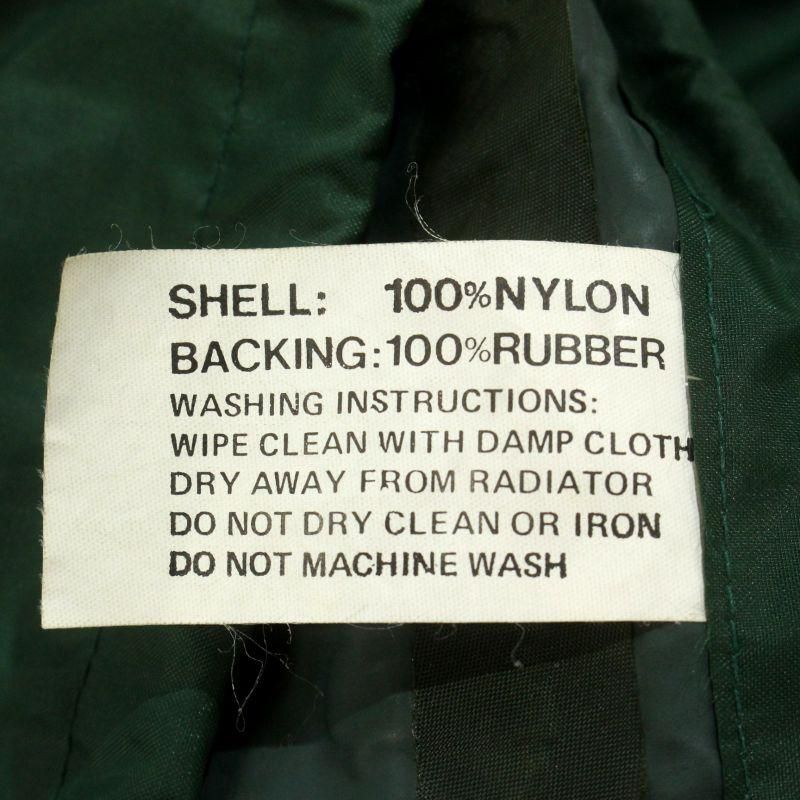 SHELL: 100%NYLON
BACKING:100%RUBBER
WASHING INSTRUCTIONS:
WIPE CLEAN WITH DAMP CLOTH
DRY AWAY FROM RADIATOR
DO NOT DRY CLEAN OR IRON
DO NOT MACHINE WASH